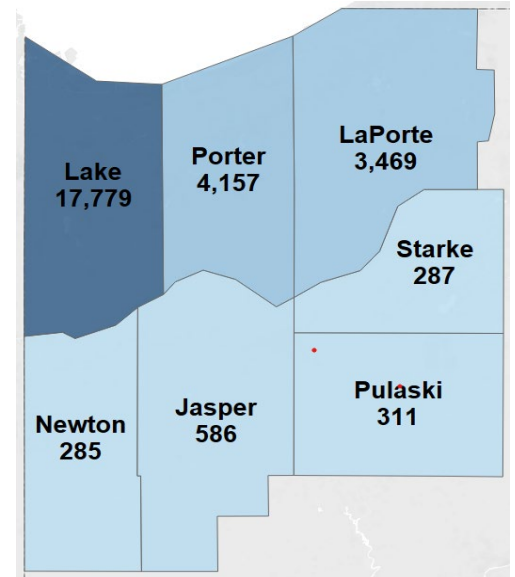 Lake
17,779
Porter
4,157
LaPorte
3,469
Starke
287
Newton
285
Jasper
586
Pulaski
311